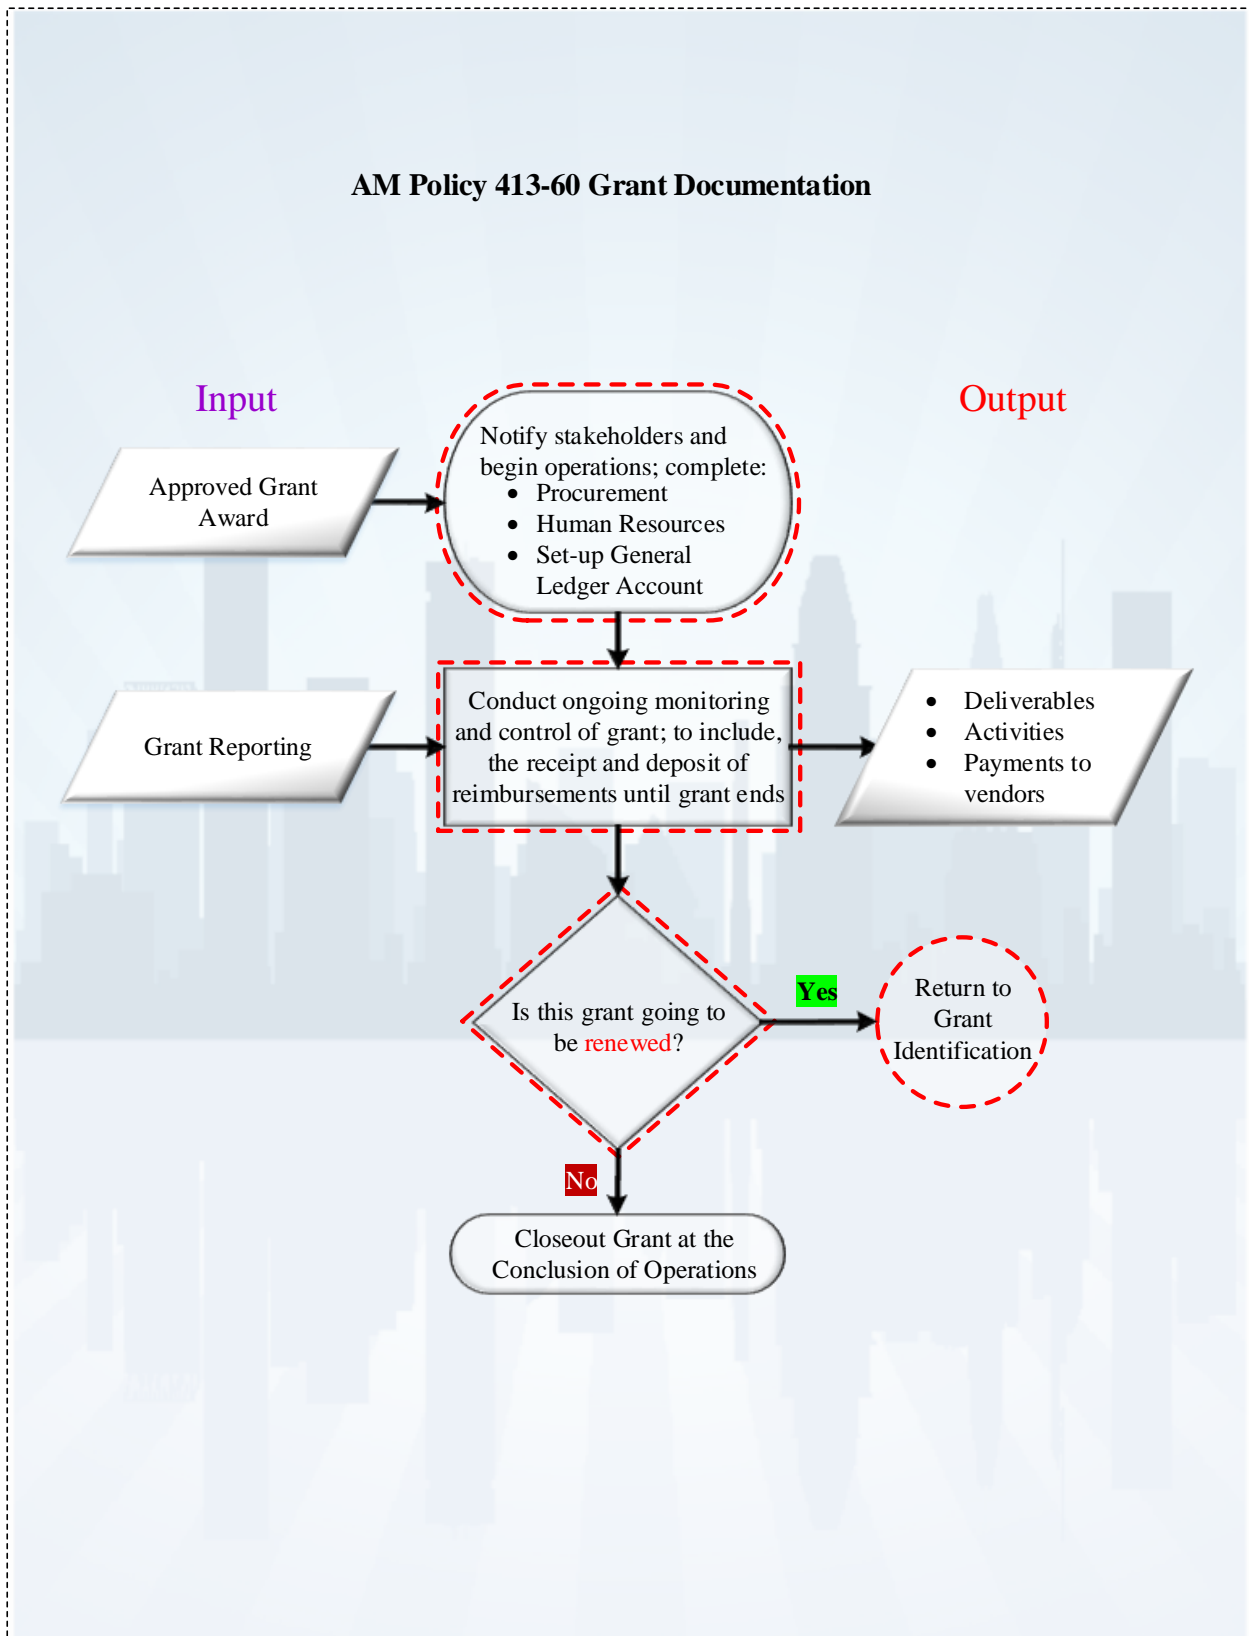 AM Policy 413-60 Grant Documentation
Input
Output
Approved Grant
Award
Notify stakeholders and
begin operations; complete:
• Procurement
• Human Resources
• Set-up General
Ledger Account
Grant Reporting
Conduct ongoing monitoring
and control of grant; to include,
the receipt and deposit of
reimbursements until grant ends
• Deliverables
• Activities
• Payments to
vendors
Is this grant going to
be renewed?
Yes
Return to
Grant
Identification
No
Closeout Grant at the
Conclusion of Operations